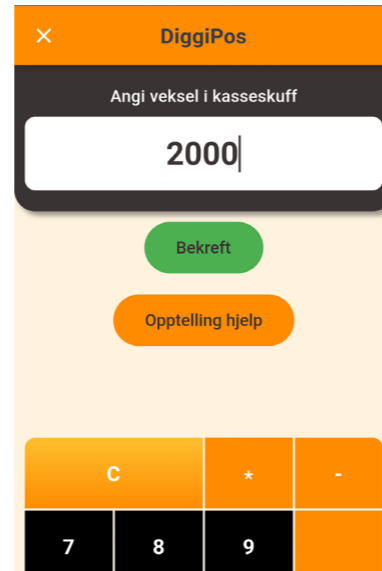 DiggiPos
Angi veksel i kasseskuff
2000
Bekreft
Opptelling hjelp
C * -
7 8 9